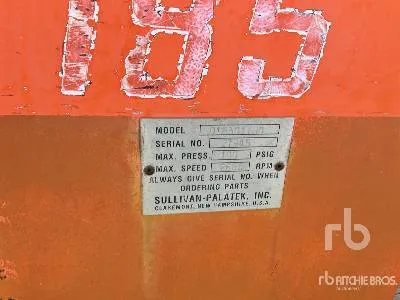 185
MODEL
SERIAL NO.
MAX. PRESS. PSIG
MAX. SPEED RPM
ALWAYS GIVE SERIAL NO. WHEN
ORDERING PARTS
SULLIVAN-PALATEK, INC.
CLAREMONT, NEW HAMPSHIRE, U.S.A.
rb
rb RITCHIE BROS.